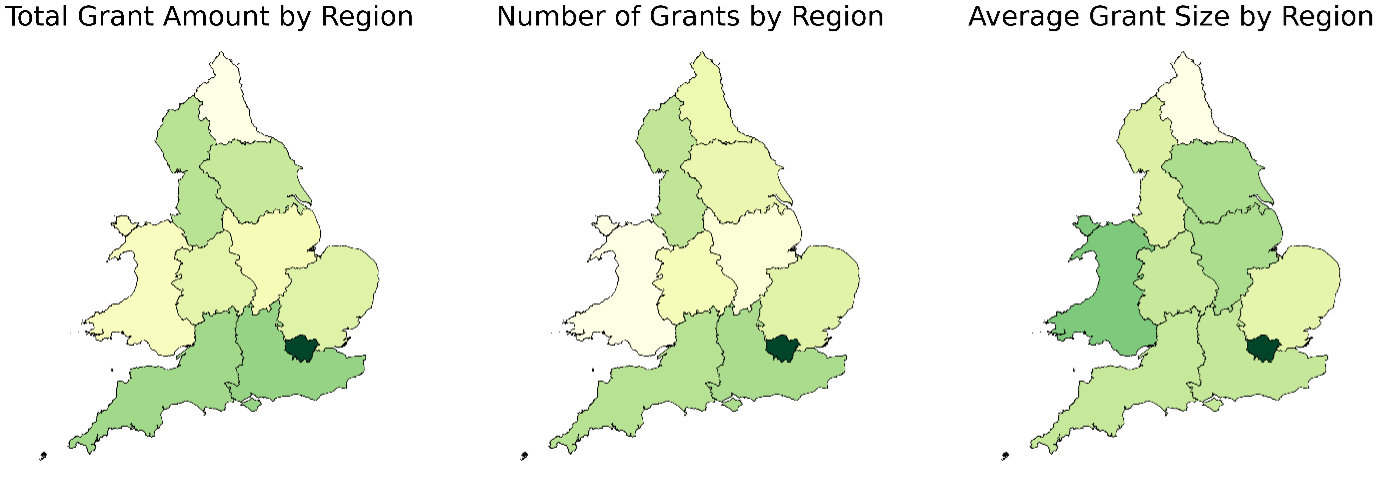 Total Grant Amount by Region
Number of Grants by Region
Average Grant Size by Region